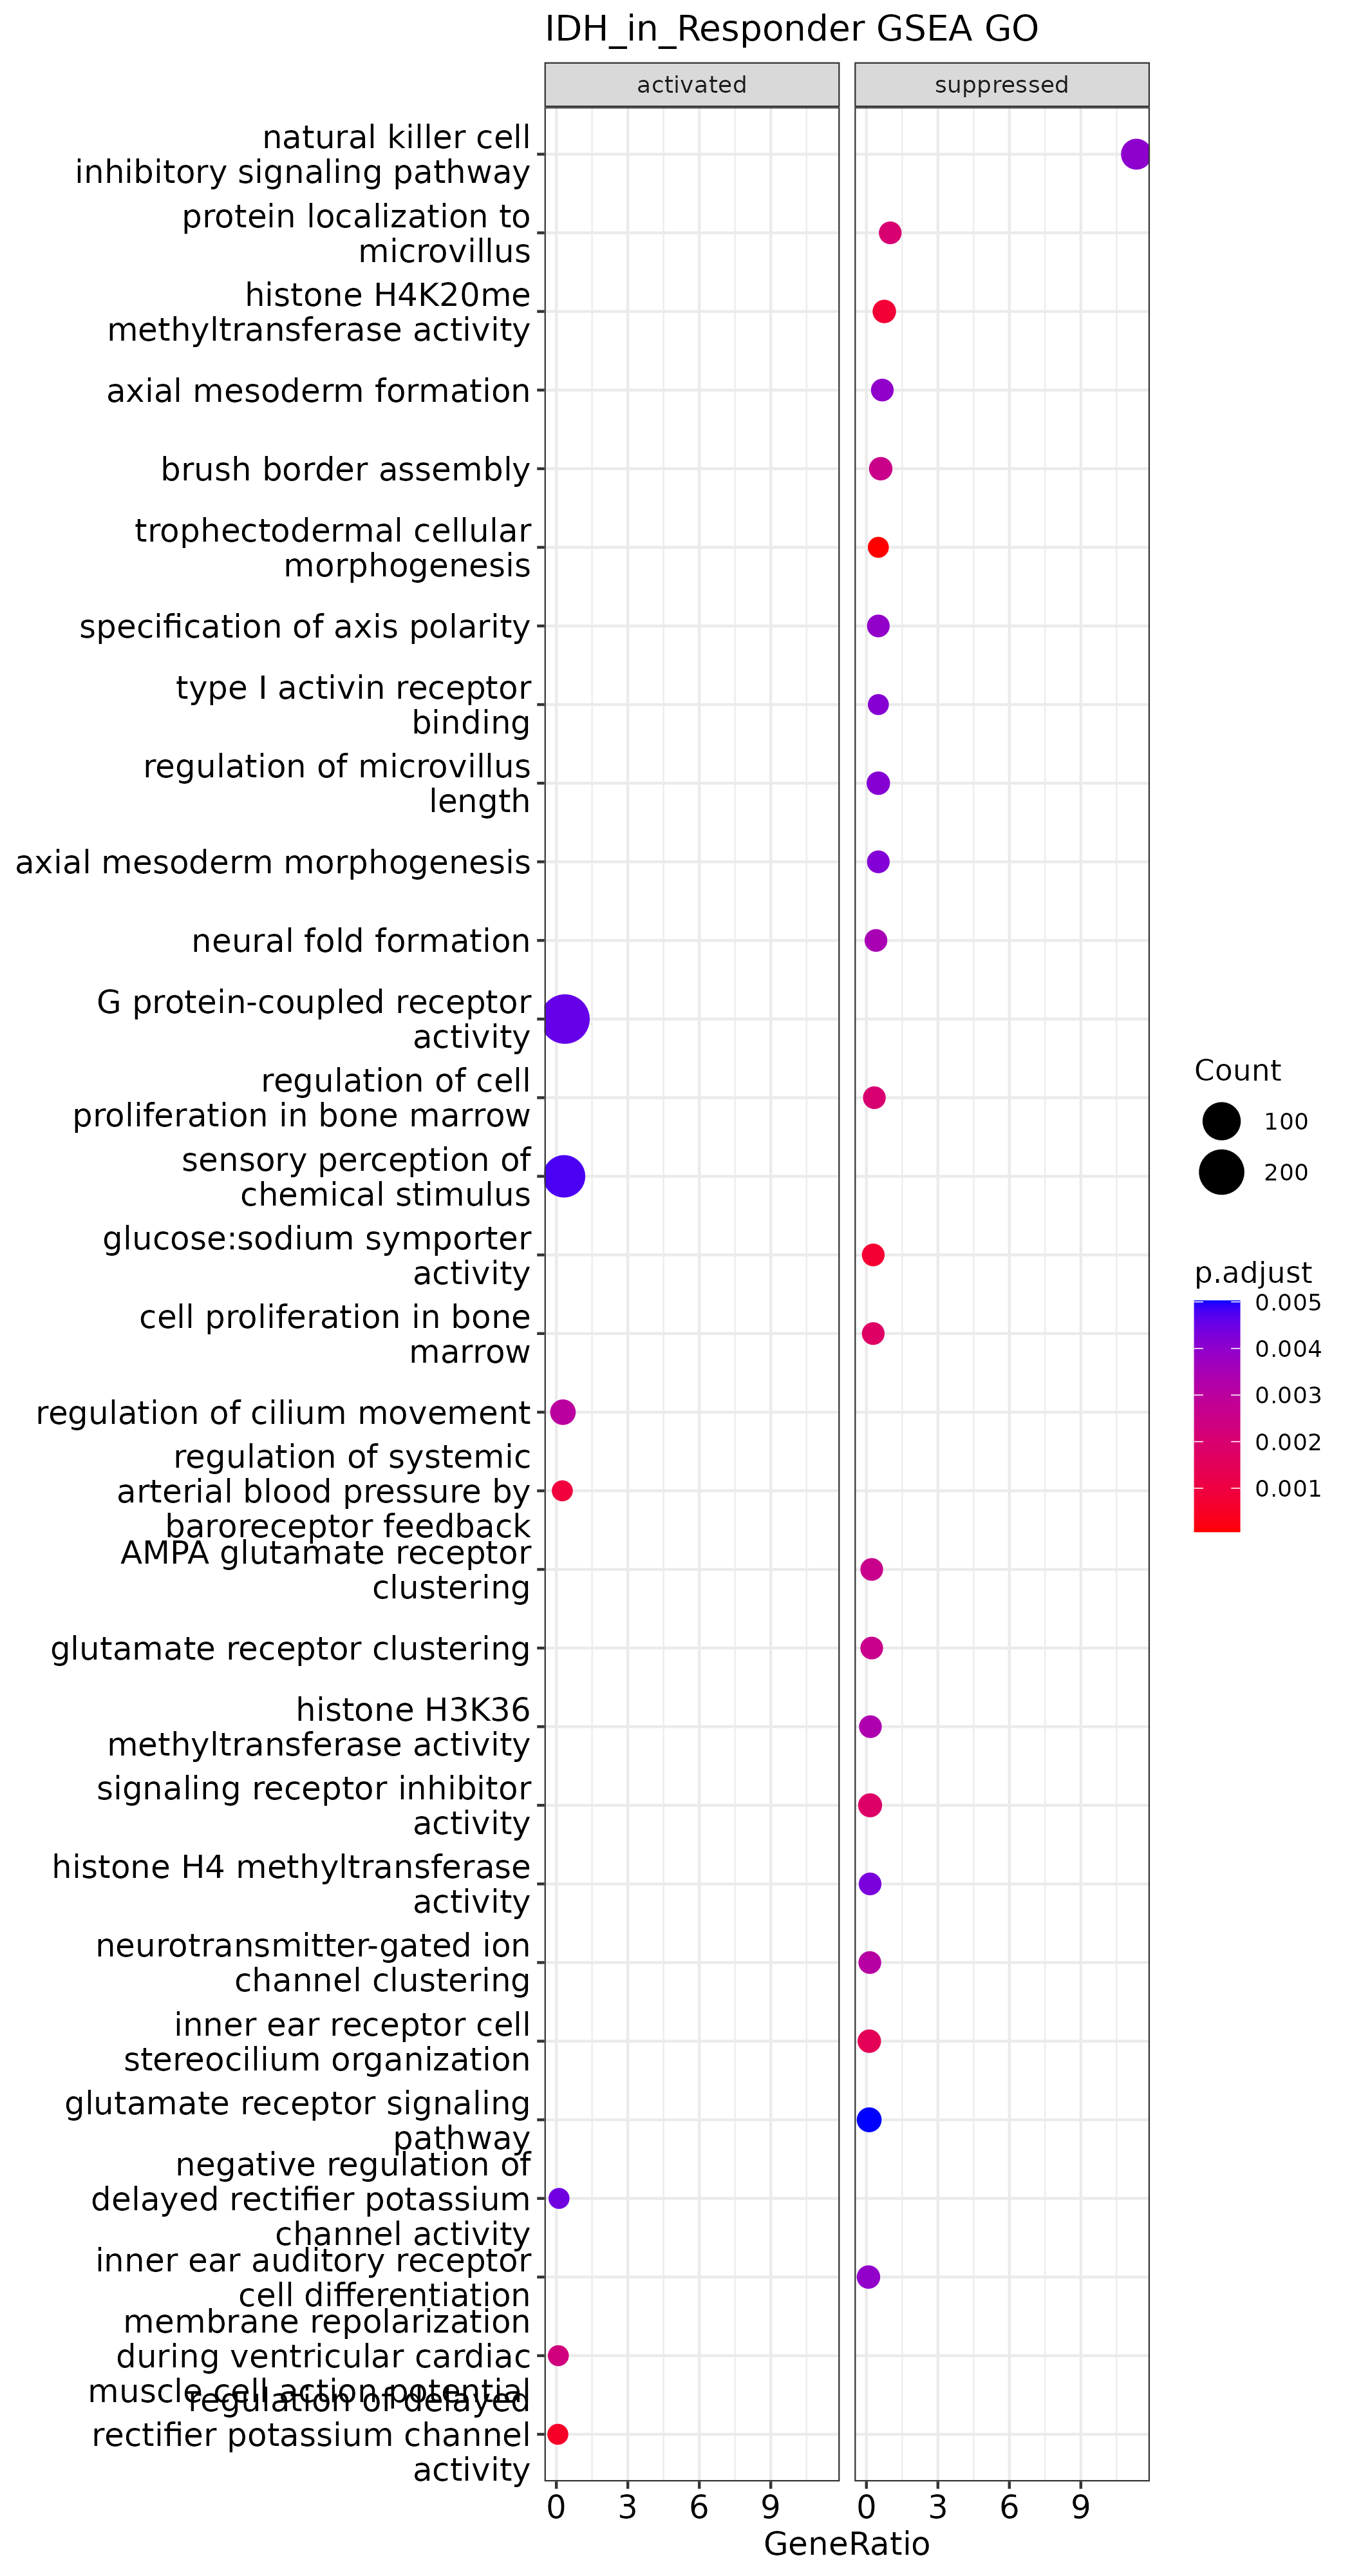 IDH_in_Responder GSEA GO
activated
suppressed
natural killer cell
inhibitory signaling pathway
protein localization to
microvillus
histone H4K20me
methyltransferase activity
axial mesoderm formation
brush border assembly
trophectodermal cellular
morphogenesis
specification of axis polarity
type I activin receptor
binding
regulation of microvillus
length
axial mesoderm morphogenesis
neural fold formation
G protein-coupled receptor
activity
regulation of cell
proliferation in bone marrow
sensory perception of
chemical stimulus
glucose:sodium symporter
activity
cell proliferation in bone
marrow
regulation of cilium movement
regulation of systemic
arterial blood pressure by
baroreceptor feedback
AMPA glutamate receptor
clustering
glutamate receptor clustering
histone H3K36
methyltransferase activity
signaling receptor inhibitor
activity
histone H4 methyltransferase
activity
neurotransmitter-gated ion
channel clustering
inner ear receptor cell
stereocilium organization
glutamate receptor signaling
pathway
negative regulation of
delayed rectifier potassium
channel activity
inner ear auditory receptor
cell differentiation
membrane repolarization
during ventricular cardiac
muscle cell action potential
regulation of delayed
rectifier potassium channel
activity
0 3 6 9
0 3 6 9
GeneRatio
Count
100
200
p.adjust
0.005
0.004
0.003
0.002
0.001